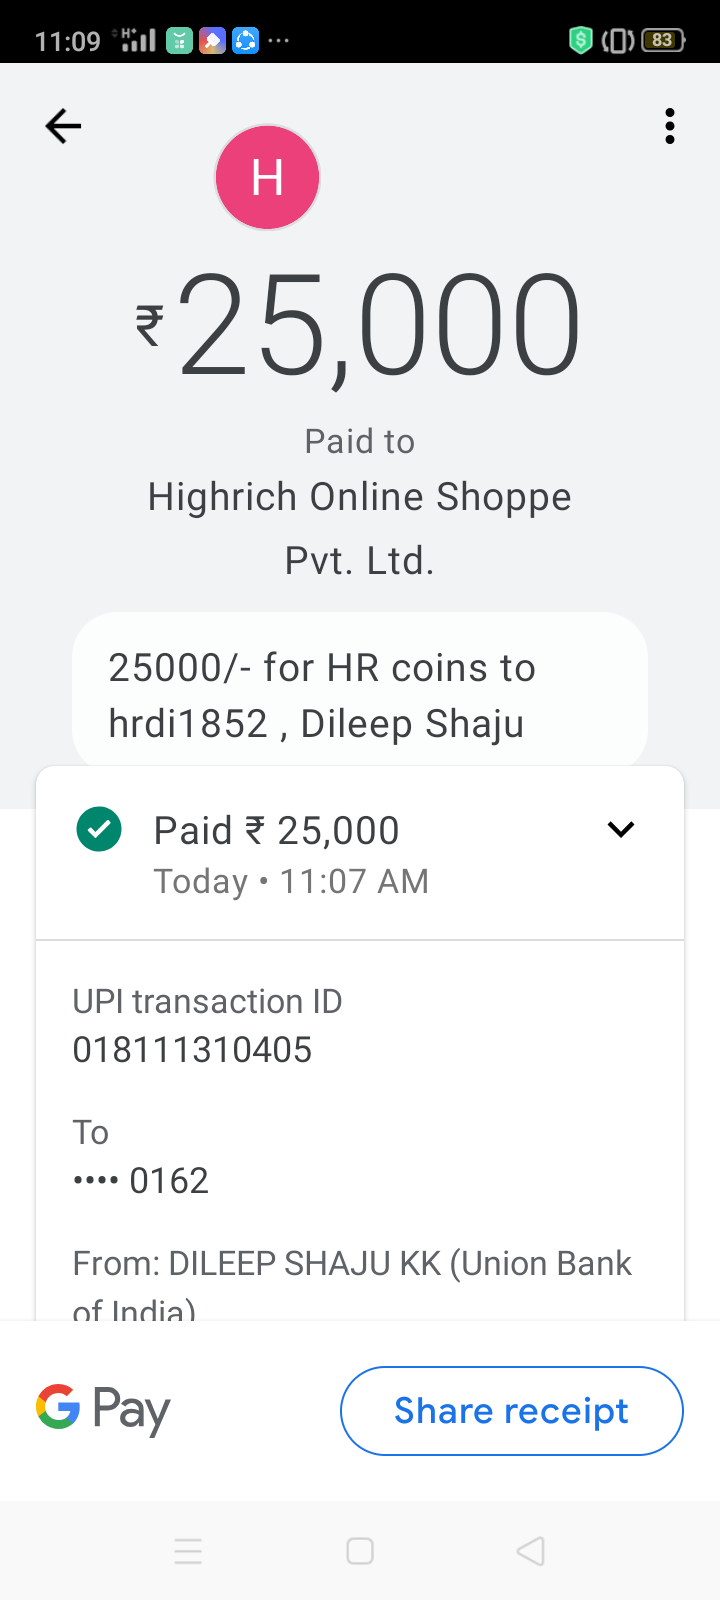 11:09 H+ 83
H
₹25,000
Paid to
Highrich Online Shoppe
Pvt. Ltd.
25000/- for HR coins to
hrdi1852 , Dileep Shaju
Paid ₹ 25,000
Today • 11:07 AM
UPI transaction ID
018111310405
To
•••• 0162
From: DILEEP SHAJU KK (Union Bank
of India)
G Pay
Share receipt